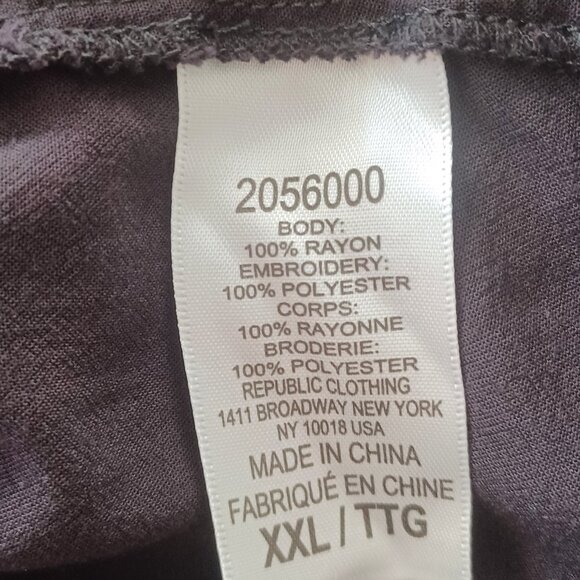 2056000
BODY:
100% RAYON
EMBROIDERY:
100% POLYESTER
CORPS:
100% RAYONNE
BRODERIE:
100% POLYESTER
REPUBLIC CLOTHING
1411 BROADWAY NEW YORK
NY 10018 USA
MADE IN CHINA
FABRIQUÉ EN CHINE
XXL / TTG